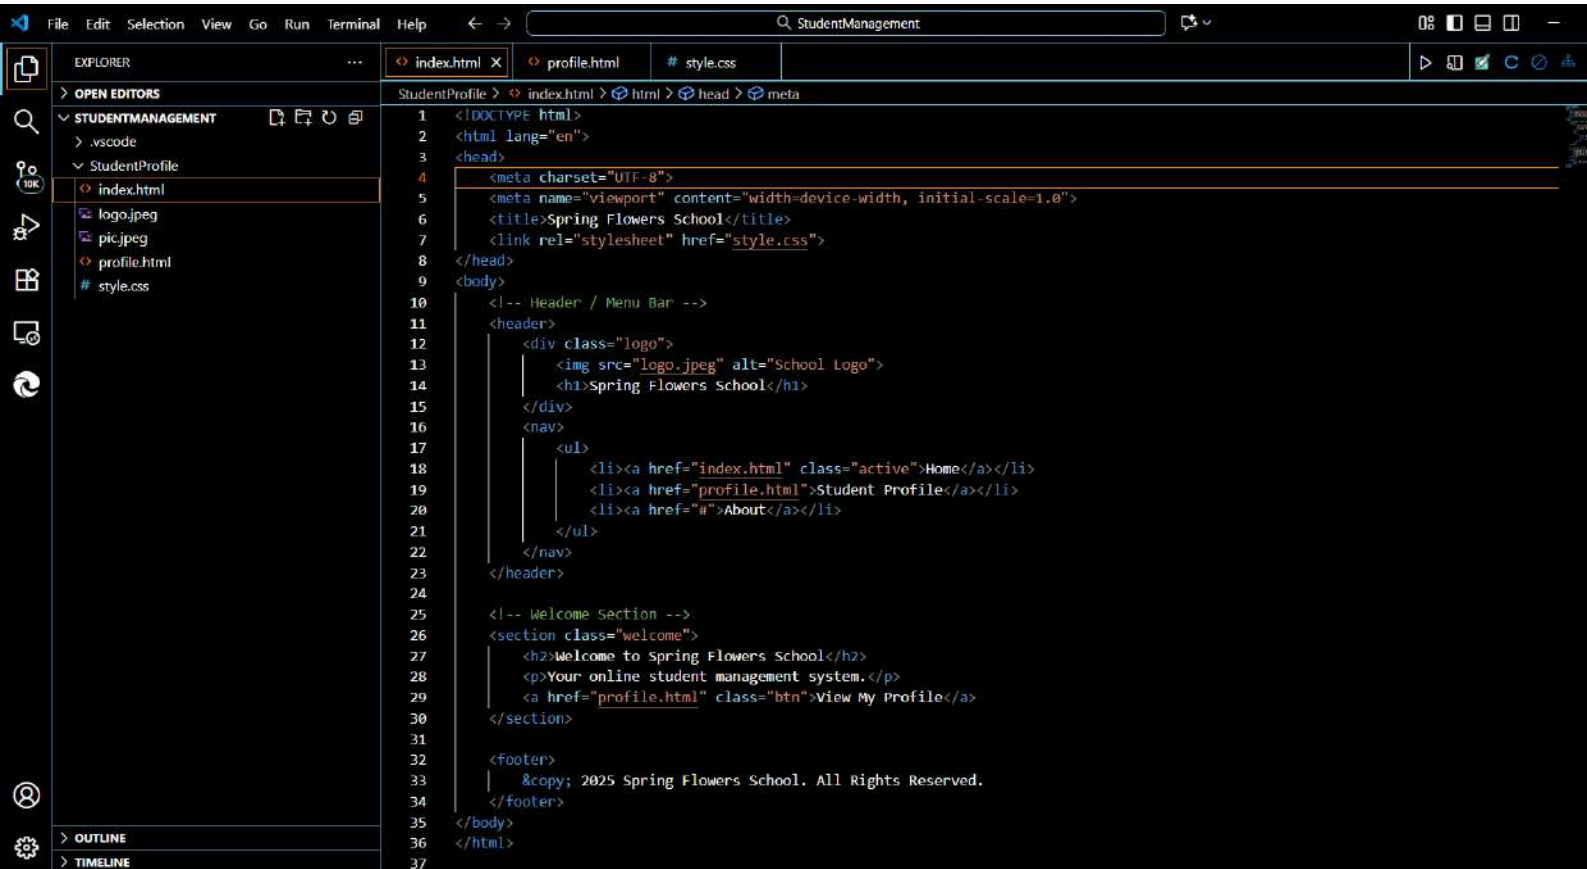 File Edit Selection View Go Run Terminal Help
StudentManagement
EXPLORER
OPEN EDITORS
STUDENTMANAGEMENT
.vscode
StudentProfile
index.html
logo.jpeg
pic.jpeg
profile.html
# style.css
10K
OUTLINE
TIMELINE
index.html
profile.html
# style.css
StudentProfile > index.html > html > head > meta
1 <!DOCTYPE html>
2 <html lang="en">
3 <head>
4 <meta charset="UTF-8">
5 <meta name="viewport" content="width=device-width, initial-scale=1.0">
6 <title>Spring Flowers School</title>
7 <link rel="stylesheet" href="style.css">
8 </head>
9 <body>
10 <!-- Header / Menu Bar -->
11 <header>
12 <div class="logo">
13 <img src="logo.jpeg" alt="School Logo">
14 <h1>Spring Flowers School</h1>
15 </div>
16 <nav>
17 <ul>
18 <li><a href="index.html" class="active">Home</a></li>
19 <li><a href="profile.html">Student Profile</a></li>
20 <li><a href="#">About</a></li>
21 </ul>
22 </nav>
23 </header>
24
25 <!-- Welcome Section -->
26 <section class="welcome">
27 <h2>Welcome to Spring Flowers School</h2>
28 <p>Your online student management system.</p>
29 <a href="profile.html" class="btn">View My Profile</a>
30 </section>
31
32 <footer>
33 &copy; 2025 Spring Flowers School. All Rights Reserved.
34 </footer>
35 </body>
36 </html>
37